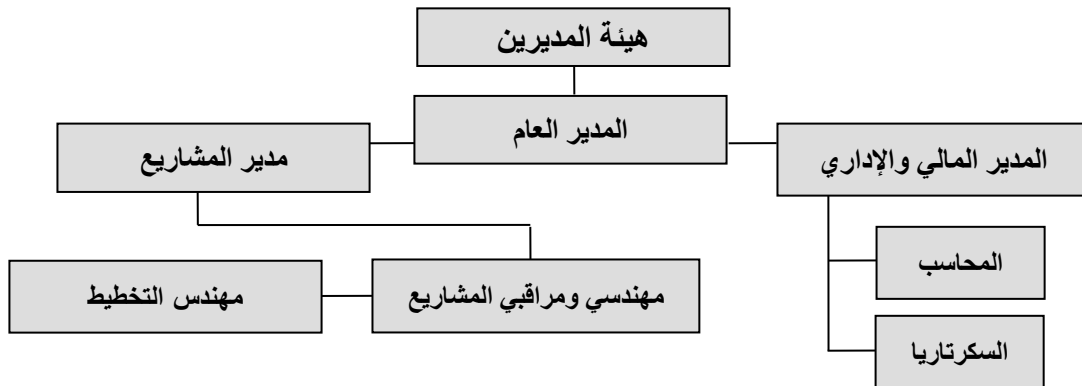 هيئة المديرين
المدير العام
المدير المالي والإداري
مدير المشاريع
المحاسب
مهندسي ومراقبي المشاريع
مهندس التخطيط
السكرتاريا